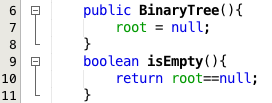 6 public BinaryTree(){
7 root = null;
8 }
9 boolean isEmpty(){
10 return root==null;
11 }